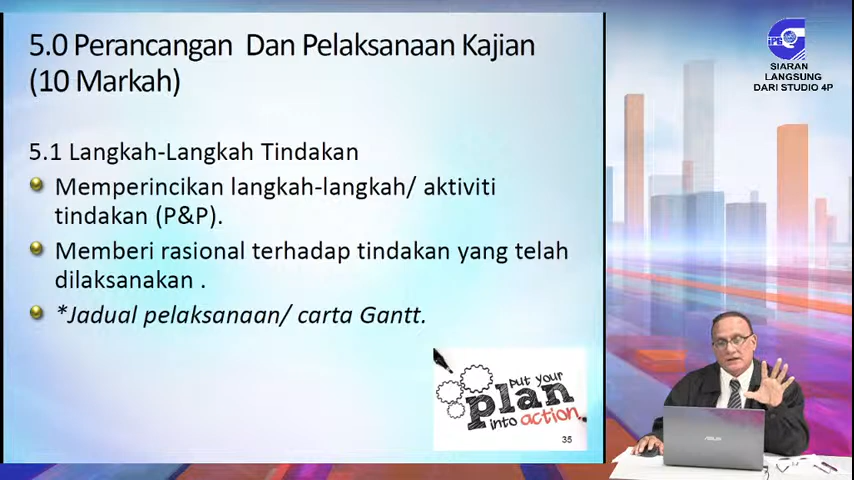 5.0 Perancangan Dan Pelaksanaan Kajian
(10 Markah)
5.1 Langkah-Langkah Tindakan
Memperincikan langkah-langkah/ aktiviti
tindakan (P&P).
Memberi rasional terhadap tindakan yang telah
dilaksanakan .
*Jadual pelaksanaan/ carta Gantt.
put your
plan
into action
35
SIARAN
LANGSUNG
DARI STUDIO 4P
ASUS